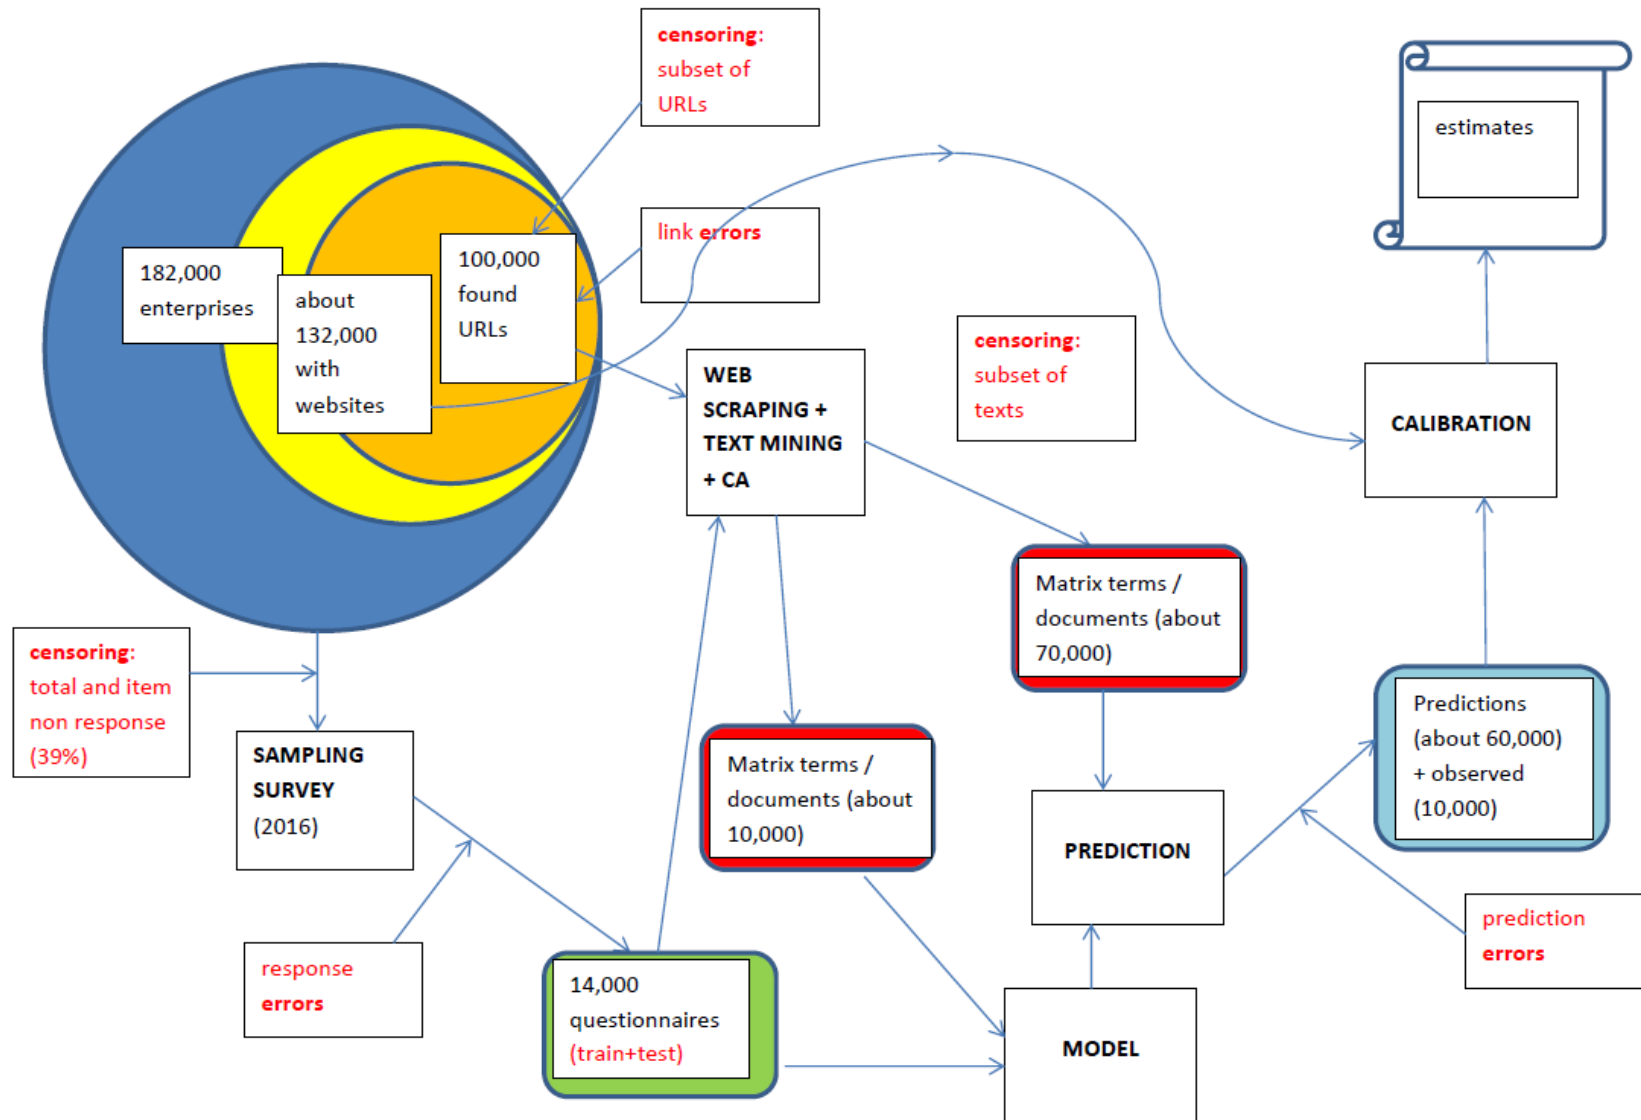 censoring:
subset of
URLs
estimates
link errors
182,000
enterprises
about
132,000
with
websites
100,000
found
URLs
censoring:
subset of
texts
WEB
SCRAPING +
TEXT MINING
+ CA
CALIBRATION
Matrix terms /
documents (about
70,000)
censoring:
total and item
non response
(39%)
SAMPLING
SURVEY
(2016)
Matrix terms /
documents (about
10,000)
Predictions
(about 60,000)
+ observed
(10,000)
PREDICTION
response
errors
prediction
errors
14,000
questionnaires
(train+test)
MODEL